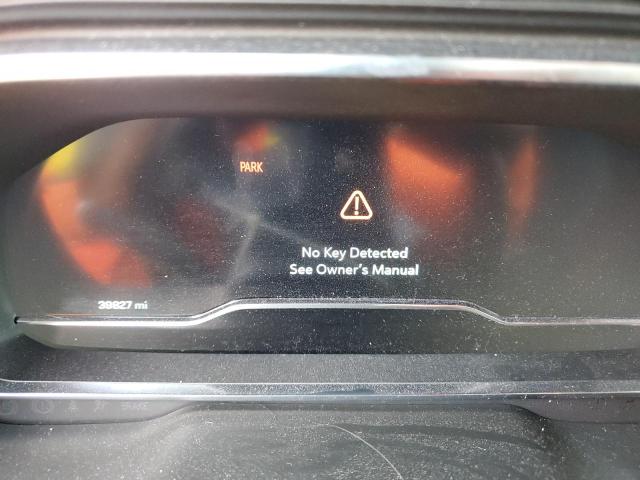 PARK
No Key Detected
See Owner's Manual
39827 mi